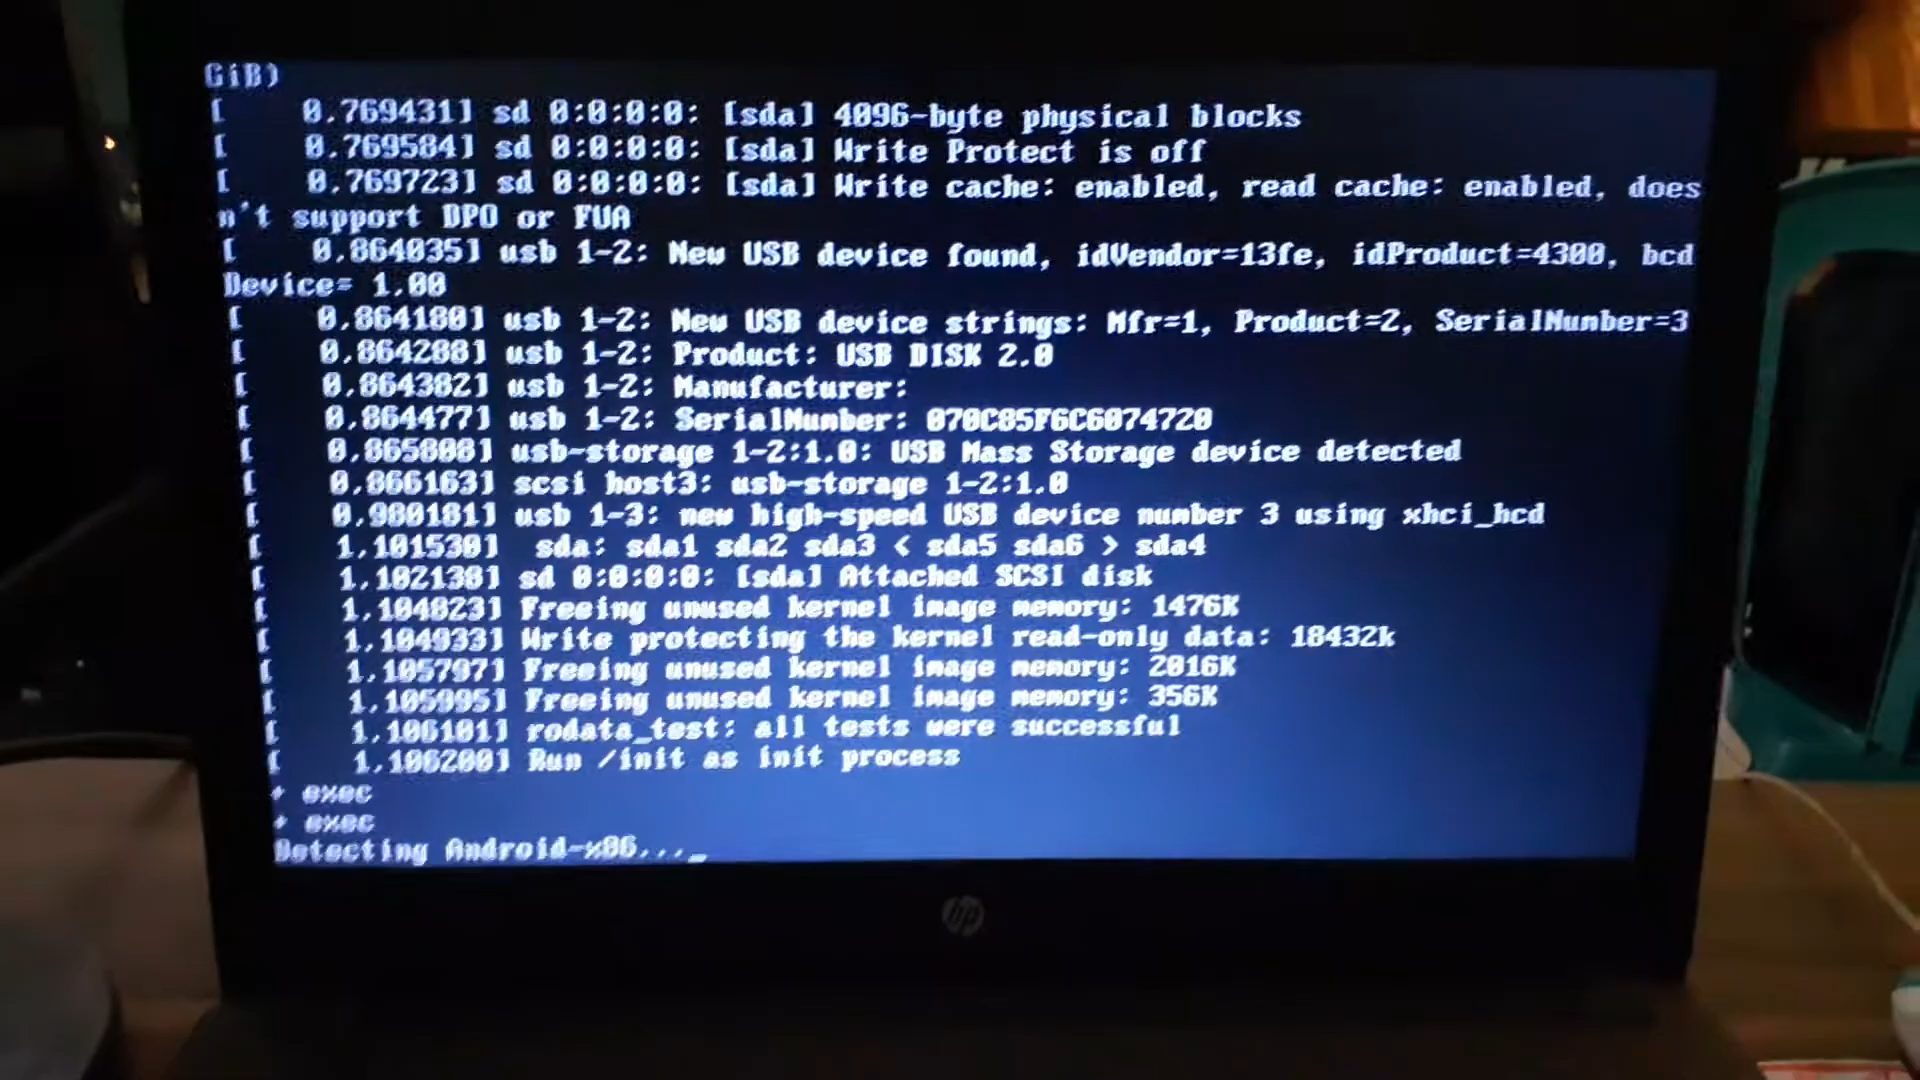 GiB)
[    0.769431] sd 0:0:0:0: [sda] 4096-byte physical blocks
[    0.769584] sd 0:0:0:0: [sda] Write Protect is off
[    0.769723] sd 0:0:0:0: [sda] Write cache: enabled, read cache: enabled, does
n't support DPO or FUA
[    0.864035] usb 1-2: New USB device found, idVendor=13fe, idProduct=4300, bcd
Device= 1.00
[    0.864180] usb 1-2: New USB device strings: Mfr=1, Product=2, SerialNumber=3
[    0.864288] usb 1-2: Product: USB DISK 2.0
[    0.864382] usb 1-2: Manufacturer:
[    0.864477] usb 1-2: SerialNumber: 070C85F6C6074720
[    0.865808] usb-storage 1-2:1.0: USB Mass Storage device detected
[    0.866163] scsi host3: usb-storage 1-2:1.0
[    0.980181] usb 1-3: new high-speed USB device number 3 using xhci_hcd
[    1.101530]  sda: sda1 sda2 sda3 < sda5 sda6 > sda4
[    1.102138] sd 0:0:0:0: [sda] Attached SCSI disk
[    1.104823] Freeing unused kernel image memory: 1476K
[    1.104933] Write protecting the kernel read-only data: 18432k
[    1.105797] Freeing unused kernel image memory: 2016K
[    1.105995] Freeing unused kernel image memory: 356K
[    1.106101] rodata_test: all tests were successful
[    1.106200] Run /init as init process
+ exec
+ exec
Detecting Android-x86..._
hp